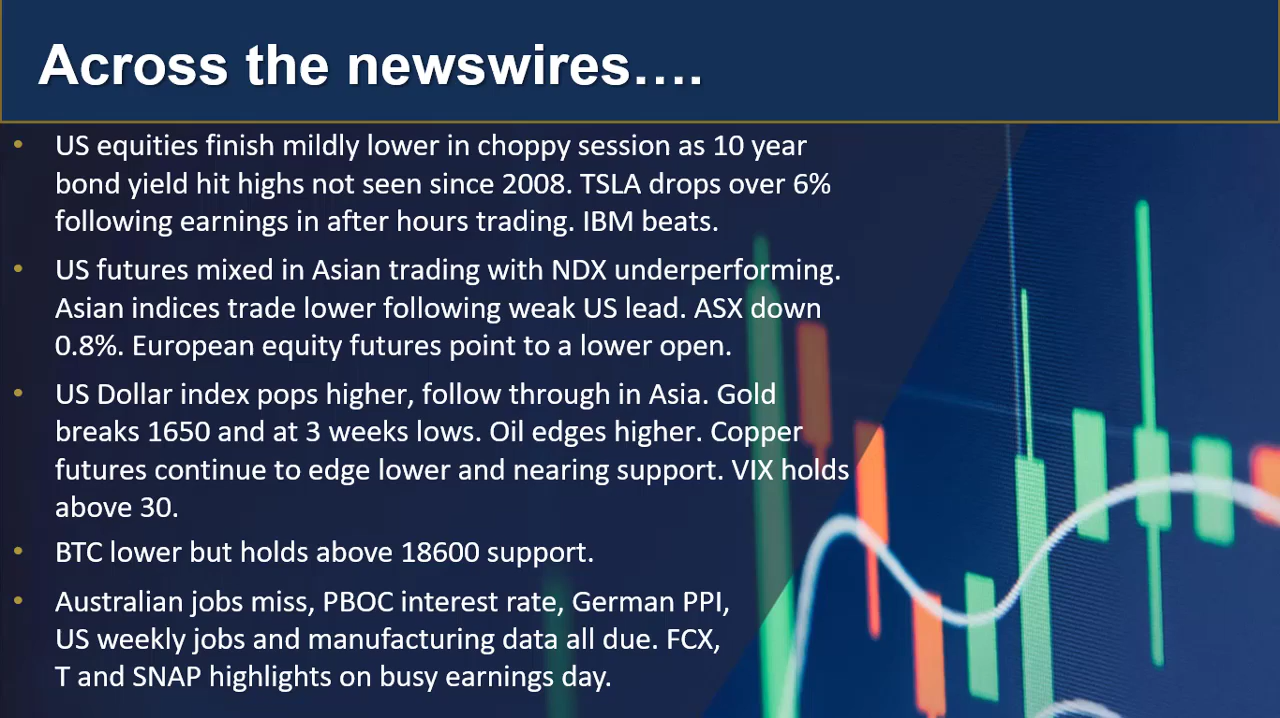 Across the newswires….
• US equities finish mildly lower in choppy session as 10 year
bond yield hit highs not seen since 2008. TSLA drops over 6%
following earnings in after hours trading. IBM beats.
• US futures mixed in Asian trading with NDX underperforming.
Asian indices trade lower following weak US lead. ASX down
0.8%. European equity futures point to a lower open.
• US Dollar index pops higher, follow through in Asia. Gold
breaks 1650 and at 3 weeks lows. Oil edges higher. Copper
futures continue to edge lower and nearing support. VIX holds
above 30.
• BTC lower but holds above 18600 support.
• Australian jobs miss, PBOC interest rate, German PPI,
US weekly jobs and manufacturing data all due. FCX,
T and SNAP highlights on busy earnings day.